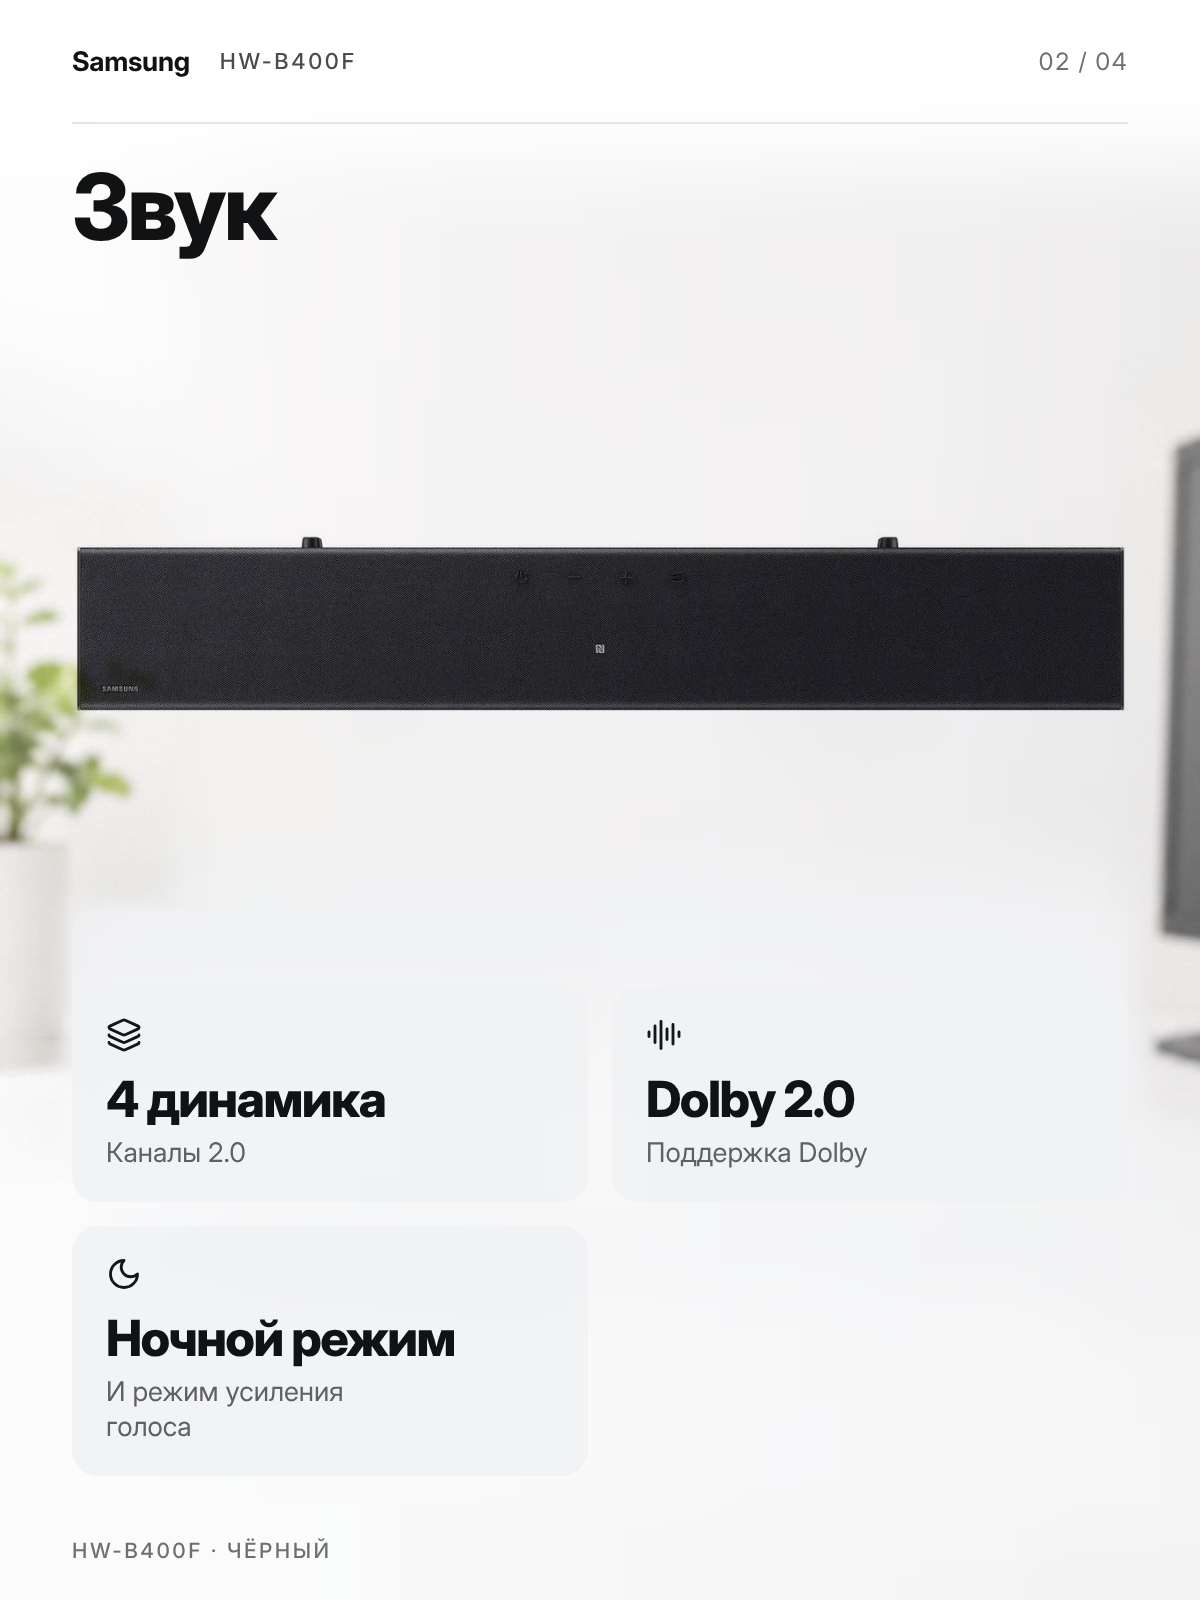 Samsung HW-B400F 02 / 04
Звук
SAMSUNG
4 динамика
Каналы 2.0
Dolby 2.0
Поддержка Dolby
Ночной режим
И режим усиления
голоса
HW-B400F · ЧЁРНЫЙ